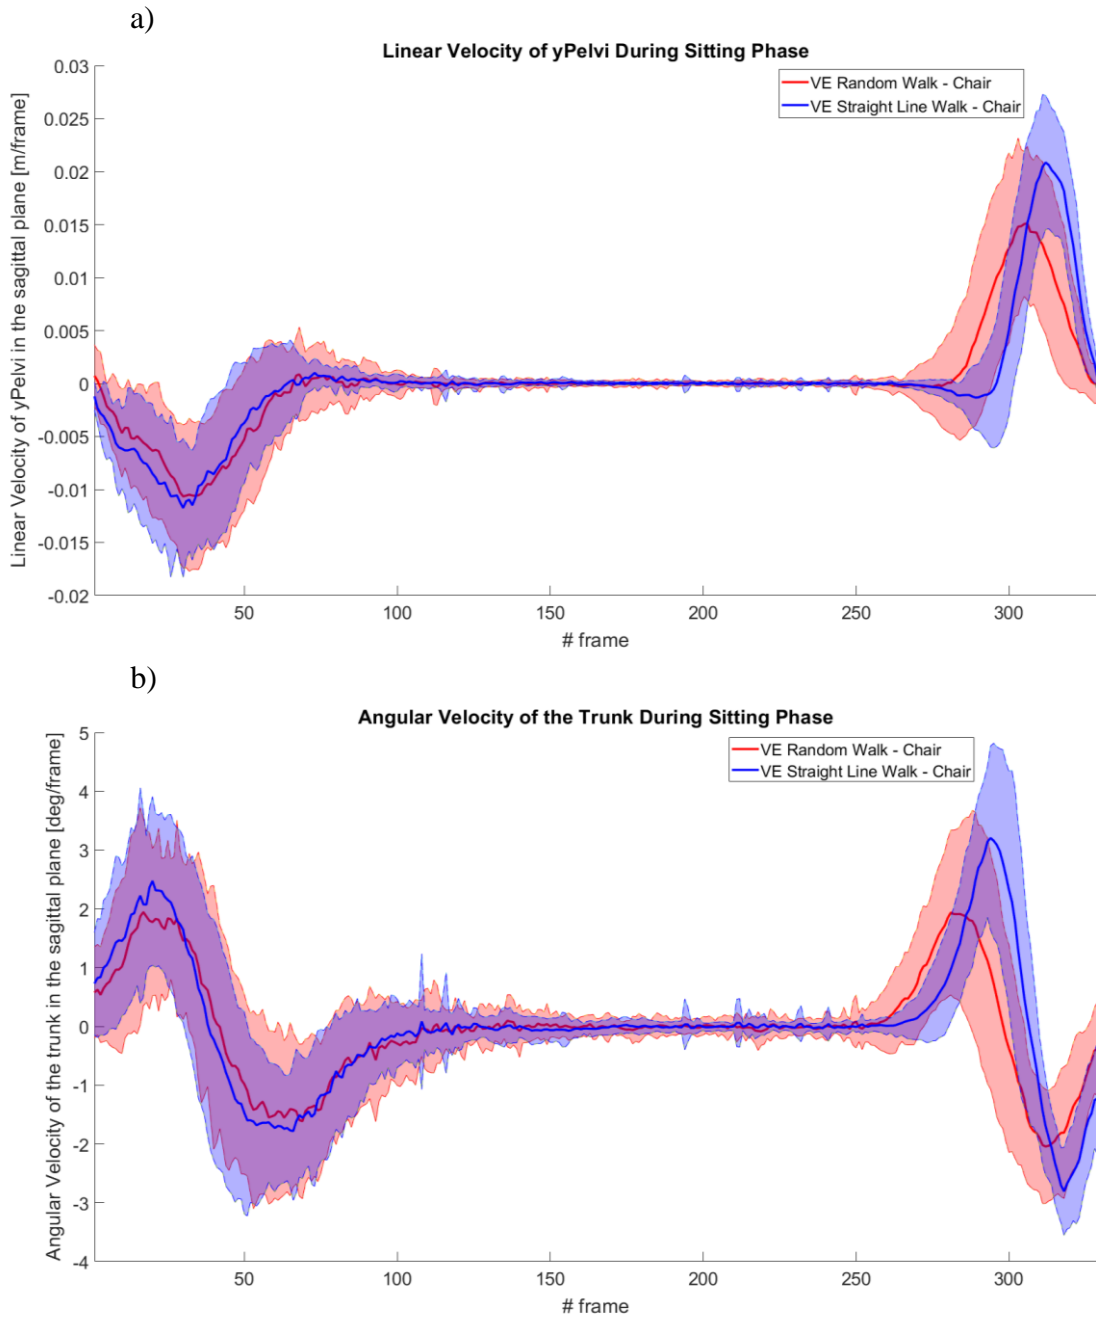 a)
Linear Velocity of yPelvi During Sitting Phase
VE Random Walk - Chair
VE Straight Line Walk - Chair
Linear Velocity of yPelvi in the sagittal plane [m/frame]
0.03
0.025
0.02
0.015
0.01
0.005
0
-0.005
-0.01
-0.015
-0.02
50 100 150 200 250 300
# frame
b)
Angular Velocity of the Trunk During Sitting Phase
VE Random Walk - Chair
VE Straight Line Walk - Chair
Angular Velocity of the trunk in the sagittal plane [deg/frame]
5
4
3
2
1
0
-1
-2
-3
-4
50 100 150 200 250 300
# frame